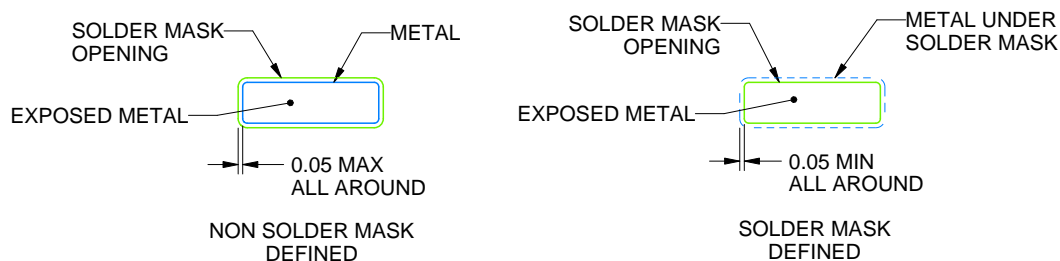 SOLDER MASK
OPENING
METAL
EXPOSED METAL
0.05 MAX
ALL AROUND
NON SOLDER MASK
DEFINED
SOLDER MASK
OPENING
METAL UNDER
SOLDER MASK
EXPOSED METAL
0.05 MIN
ALL AROUND
SOLDER MASK
DEFINED